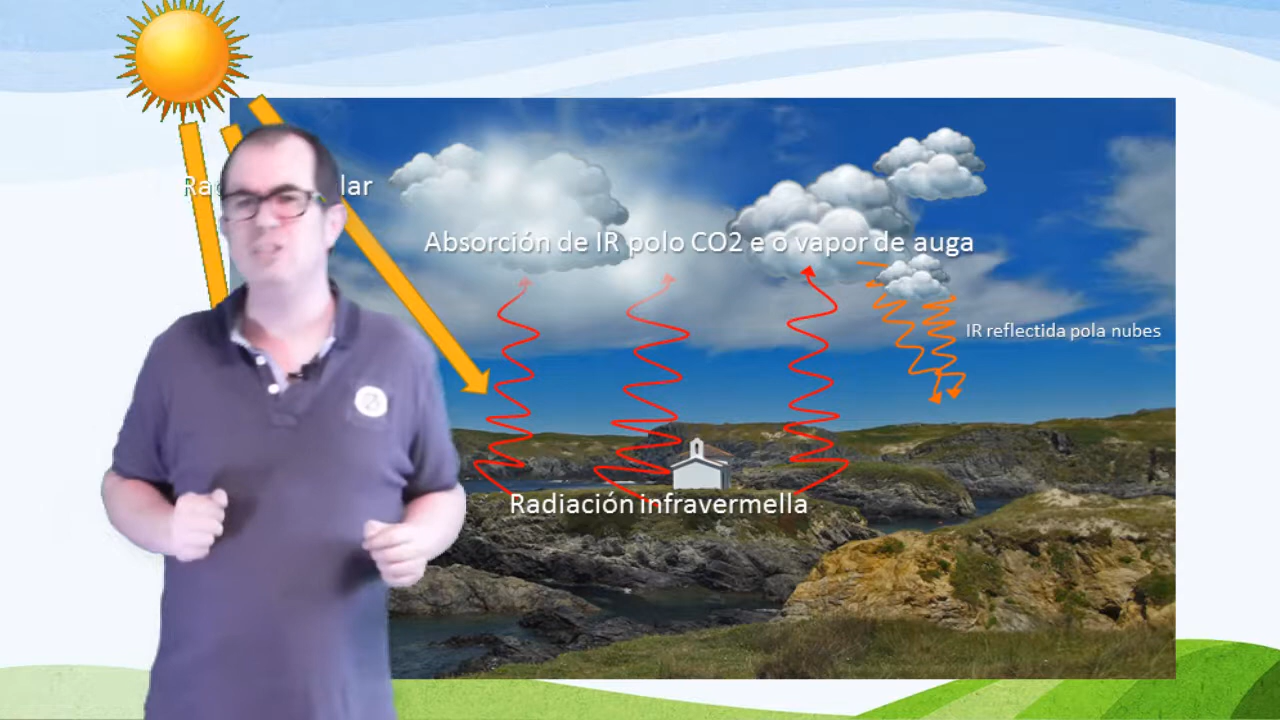 Absorción de IR polo CO2 e o vapor de auga
IR reflectida pola nubes
Radiación infravermella